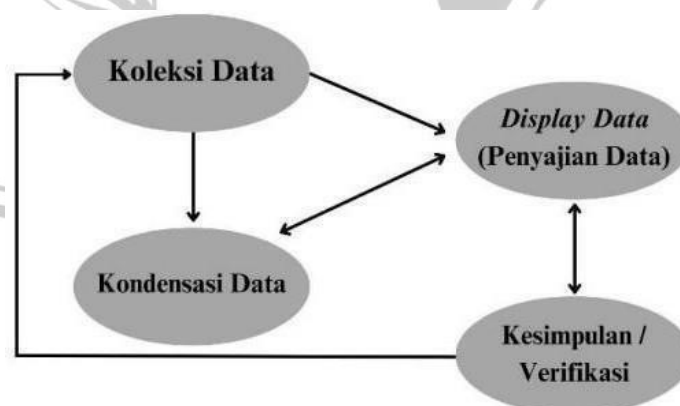 Koleksi Data
Display Data
(Penyajian Data)
Kondensasi Data
Kesimpulan /
Verifikasi